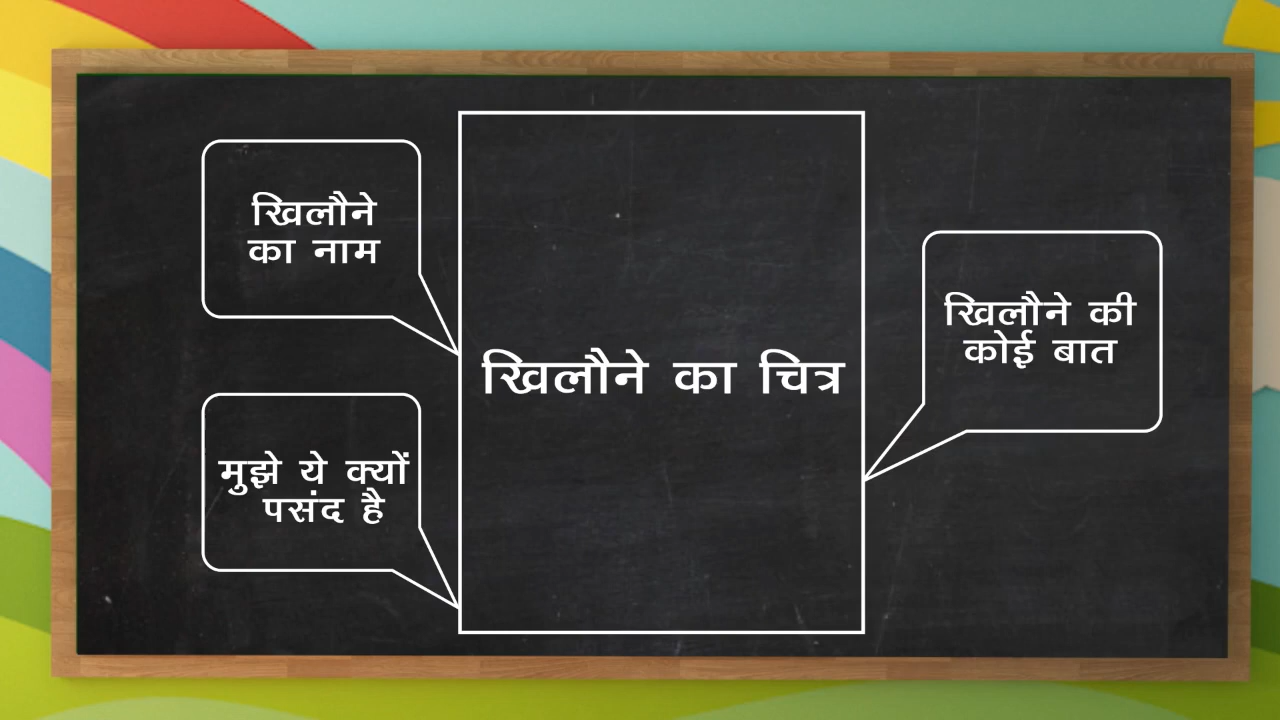 खिलौने
का नाम
मुझे ये क्यों
पसंद है
खिलौने का चित्र
खिलौने की
कोई बात